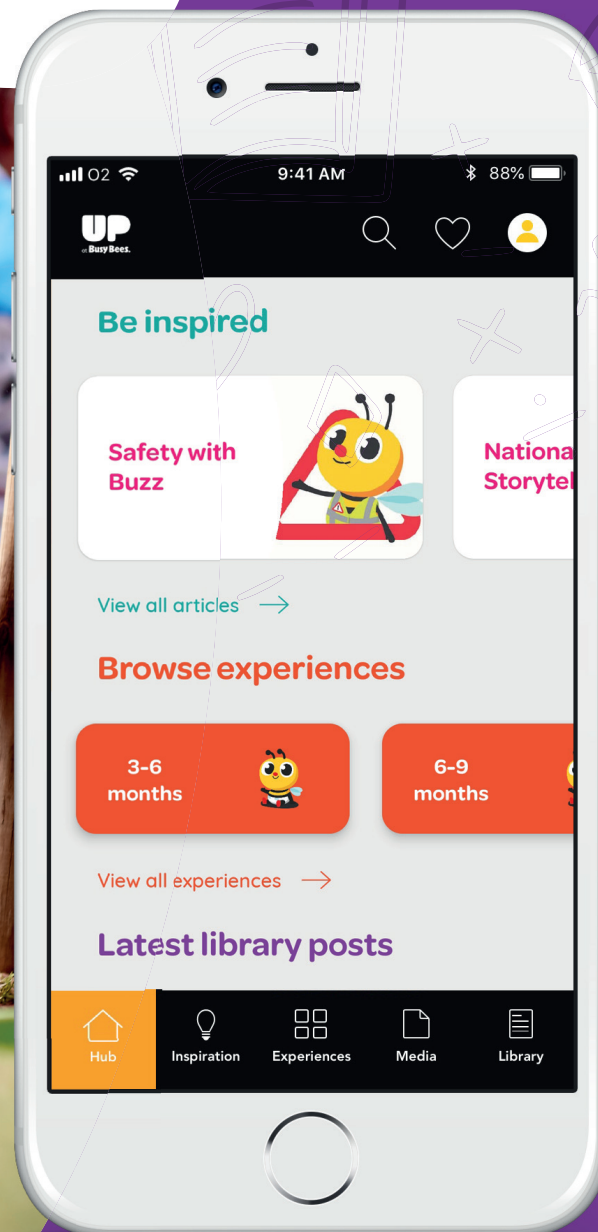 O2 9:41 AM 88%
UP
at Busy Bees.
Be inspired
Safety with
Buzz
Nationa
Storytel
View all articles
Browse experiences
3-6
months
6-9
months
View all experiences
Latest library posts
Hub Inspiration Experiences Media Library